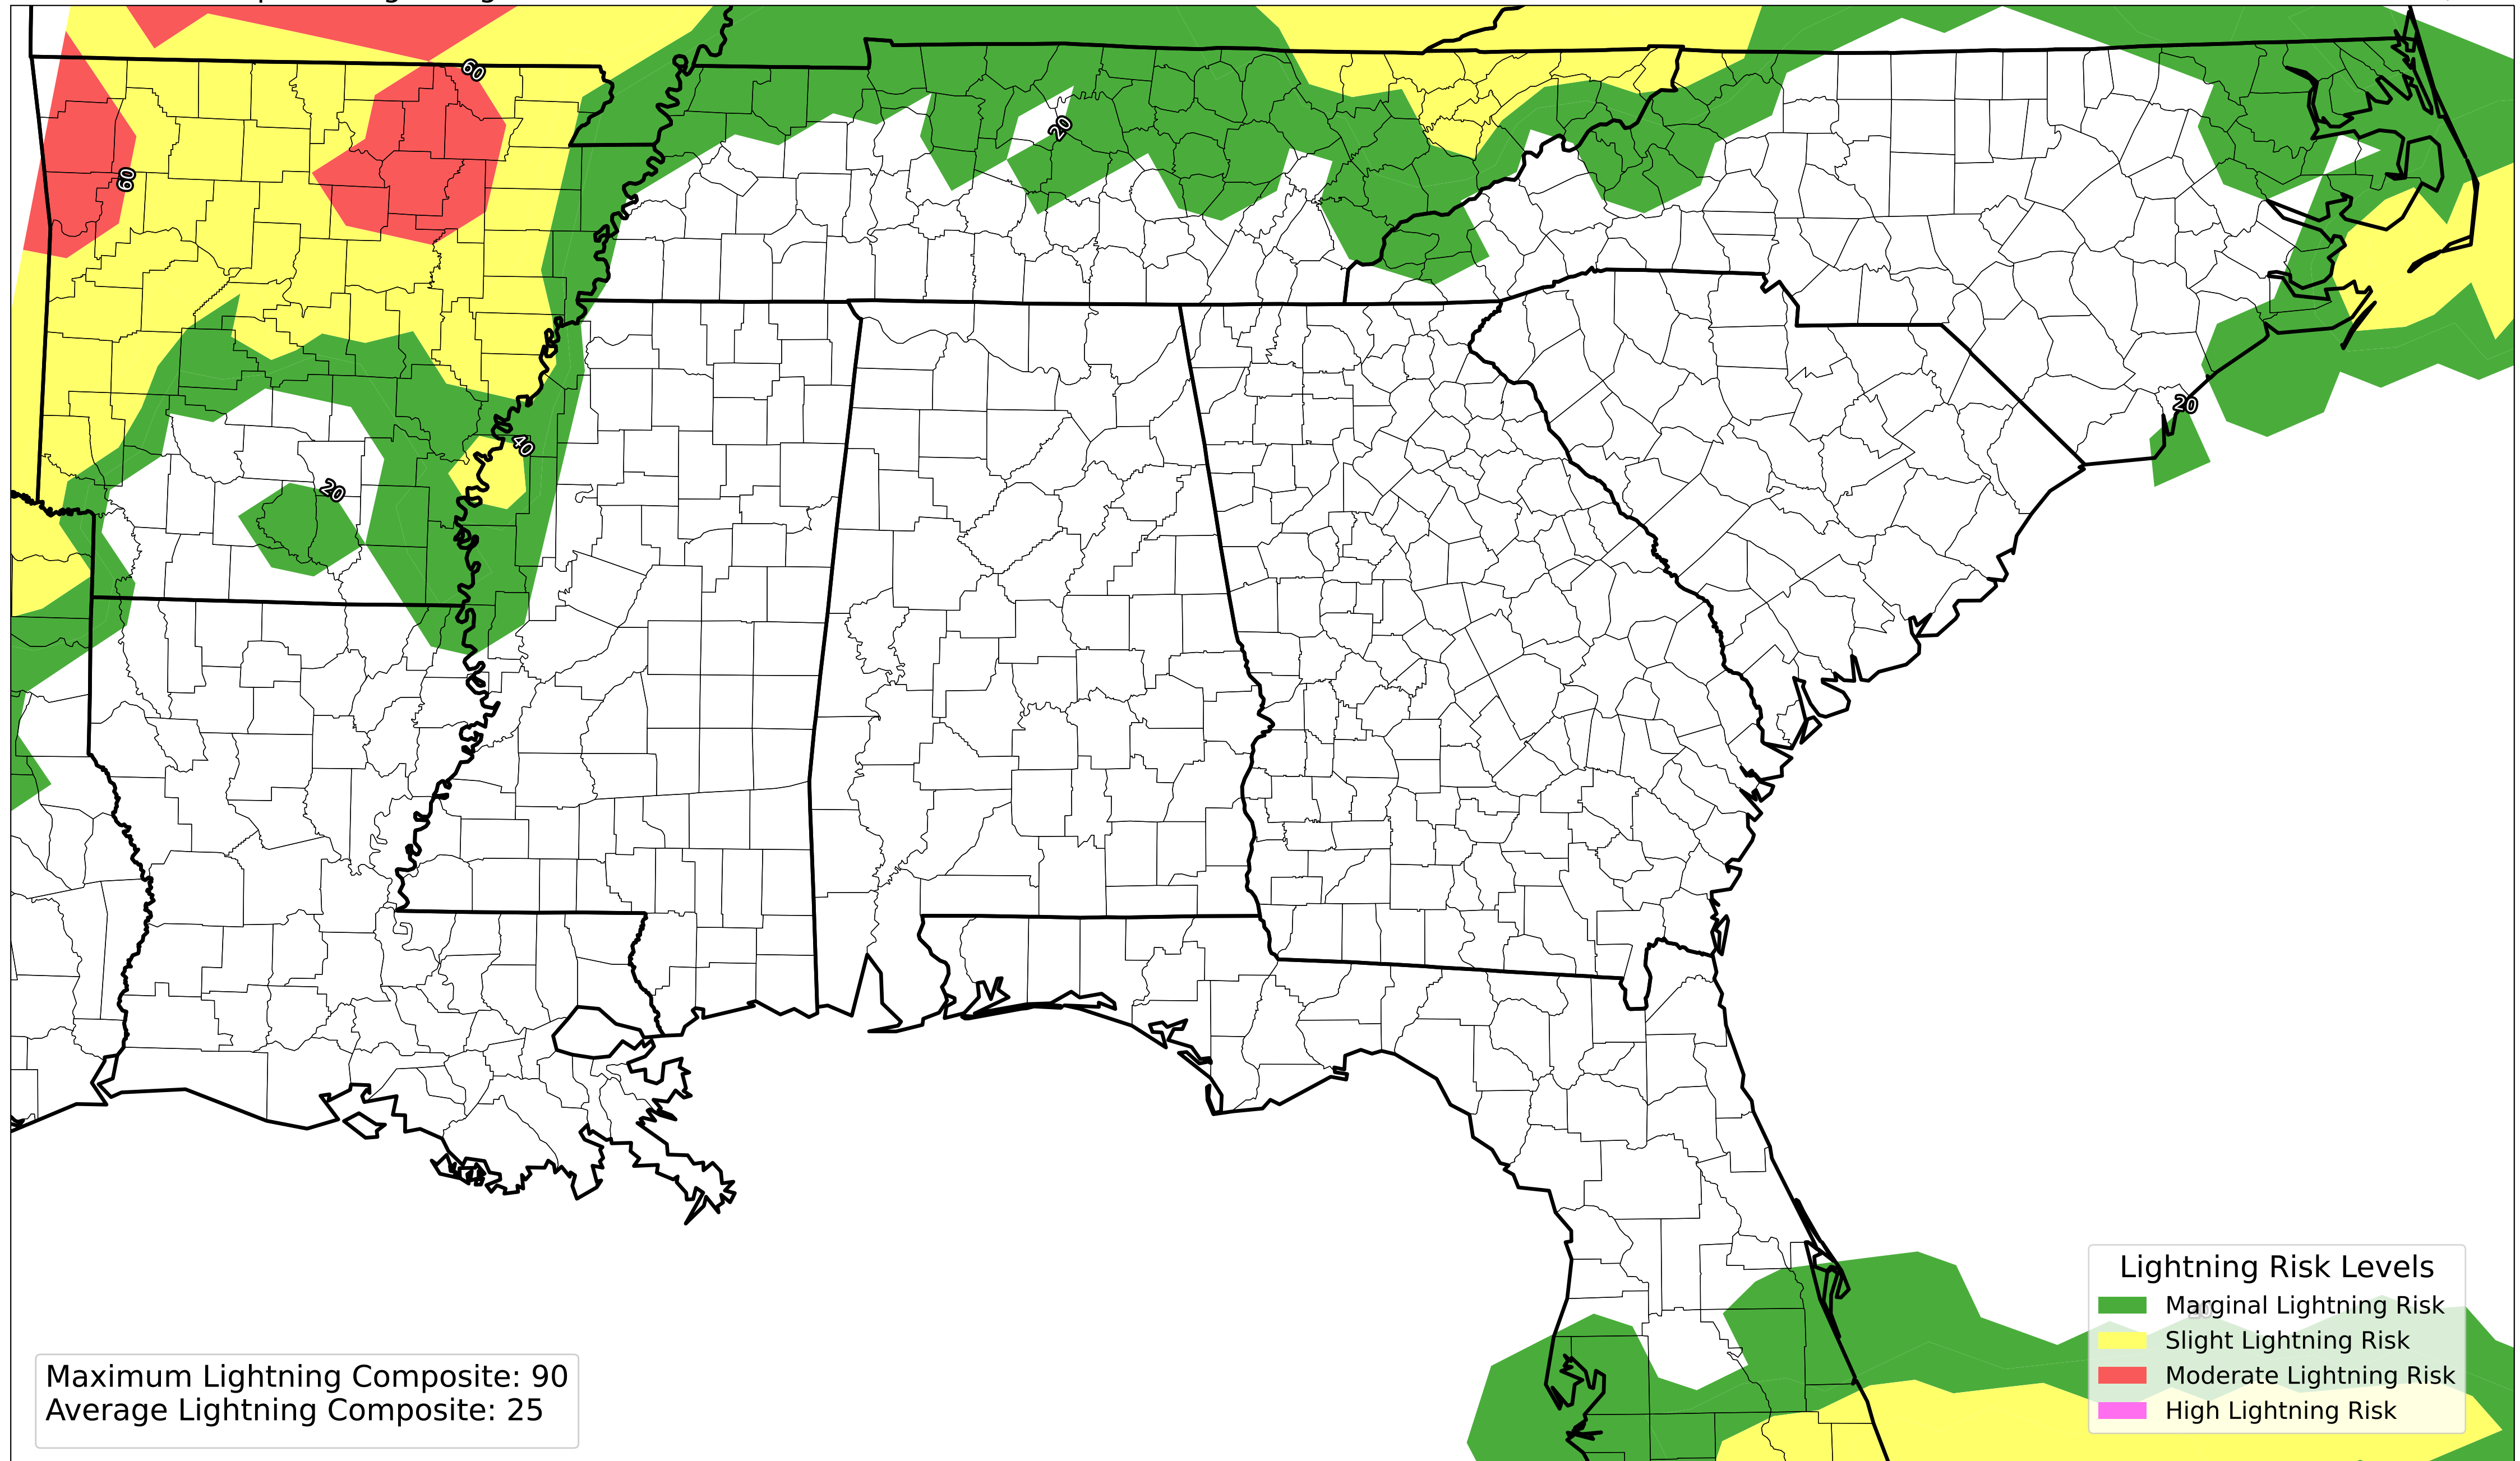 60
60
20
40
20
20
Lightning Risk Levels
Marginal Lightning Risk
Slight Lightning Risk
Moderate Lightning Risk
High Lightning Risk
Maximum Lightning Composite: 90
Average Lightning Composite: 25